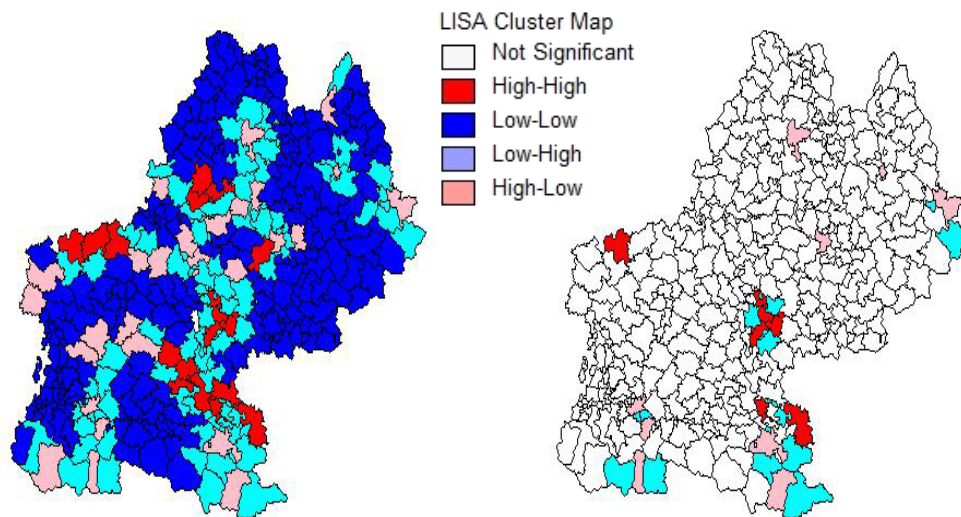 LISA Cluster Map
Not Significant
High-High
Low-Low
Low-High
High-Low